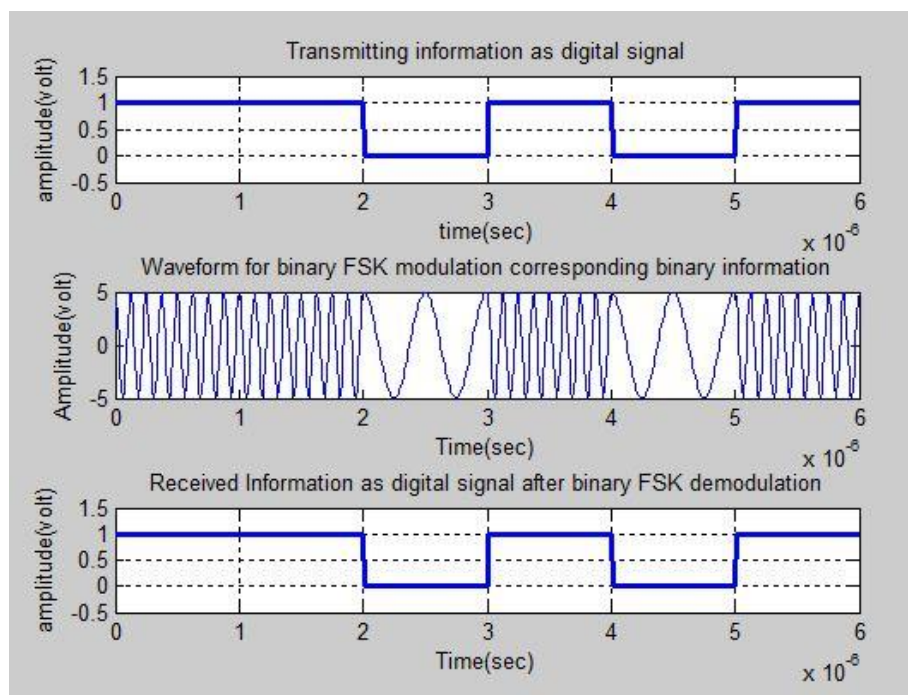 Transmitting information as digital signal
amplitude(volt)
1.5
1
0.5
0
-0.5
0 1 2 3 4 5 6
time(sec)
x 10^-6
Waveform for binary FSK modulation corresponding binary information
Amplitude(volt)
5
0
-5
0 1 2 3 4 5 6
Time(sec)
x 10^-6
Received Information as digital signal after binary FSK demodulation
amplitude(volt)
1.5
1
0.5
0
-0.5
0 1 2 3 4 5 6
Time(sec)
x 10^-6